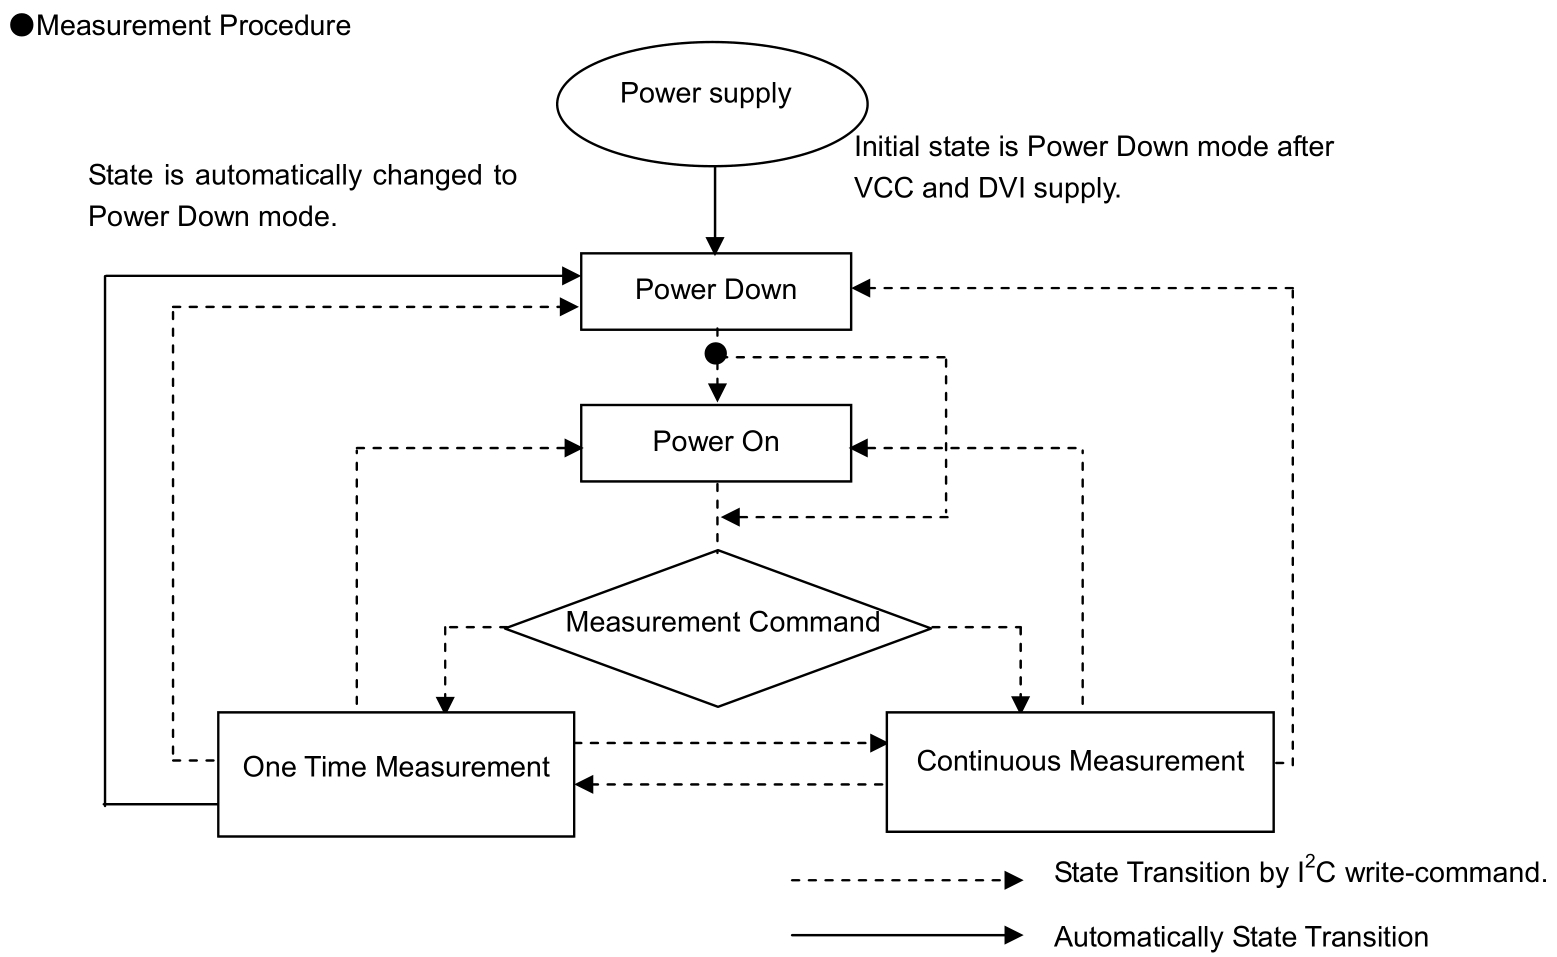 ●Measurement Procedure
Power supply
Initial state is Power Down mode after
VCC and DVI supply.
State is automatically changed to
Power Down mode.
Power Down
Power On
Measurement Command
One Time Measurement
Continuous Measurement
State Transition by I²C write-command.
Automatically State Transition